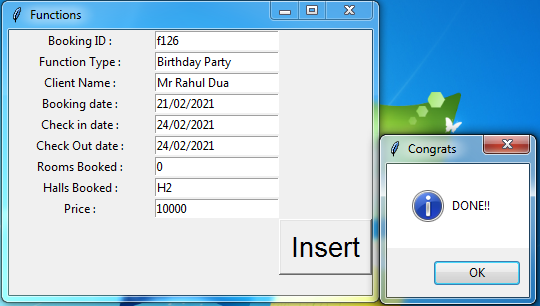 Functions
Booking ID : f126
Function Type : Birthday Party
Client Name : Mr Rahul Dua
Booking date : 21/02/2021
Check in date : 24/02/2021
Check Out date : 24/02/2021
Rooms Booked : 0
Halls Booked : H2
Price : 10000
Insert
Congrats
DONE!!
OK